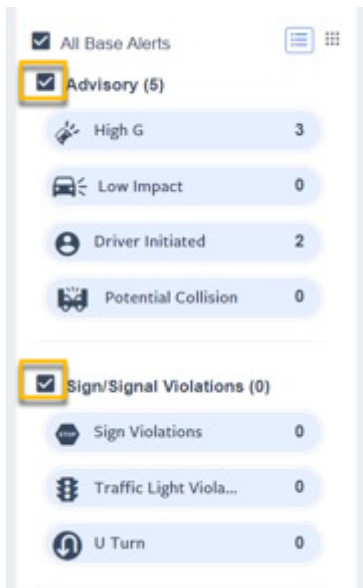 All Base Alerts
Advisory (5)
High G 3
Low Impact 0
Driver Initiated 2
Potential Collision 0
Sign/Signal Violations (0)
STOP Sign Violations 0
Traffic Light Viola... 0
U Turn 0